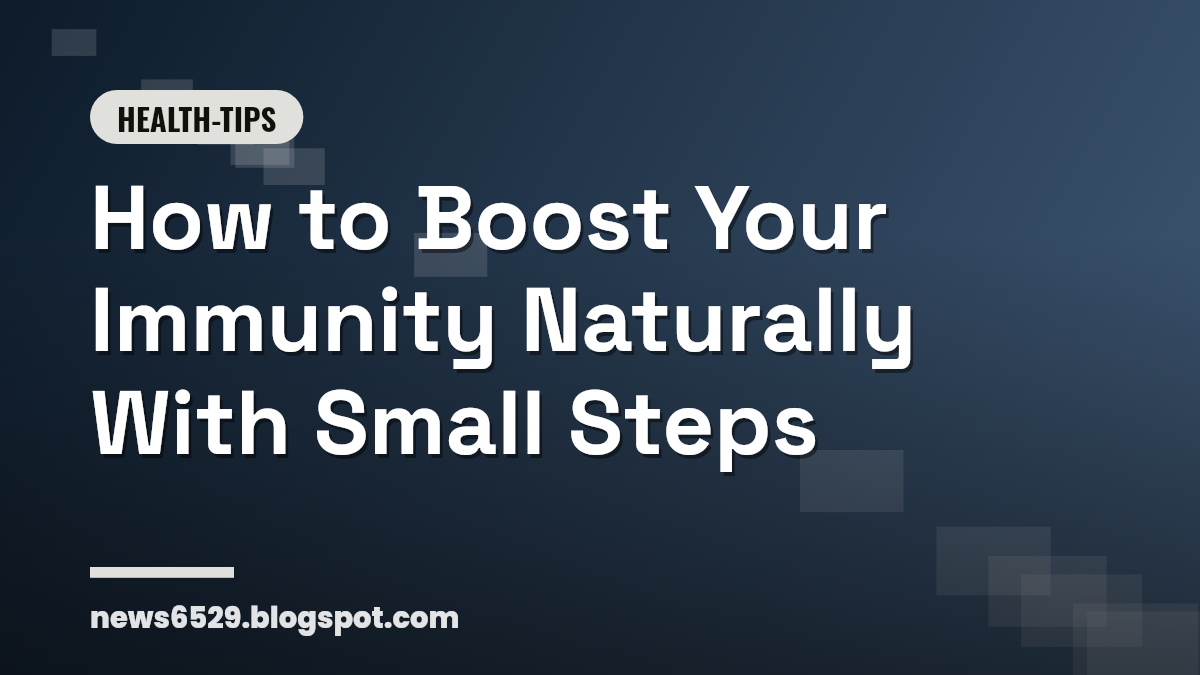 HEALTH-TIPS
How to Boost Your
Immunity Naturally
With Small Steps
news6529.blogspot.com